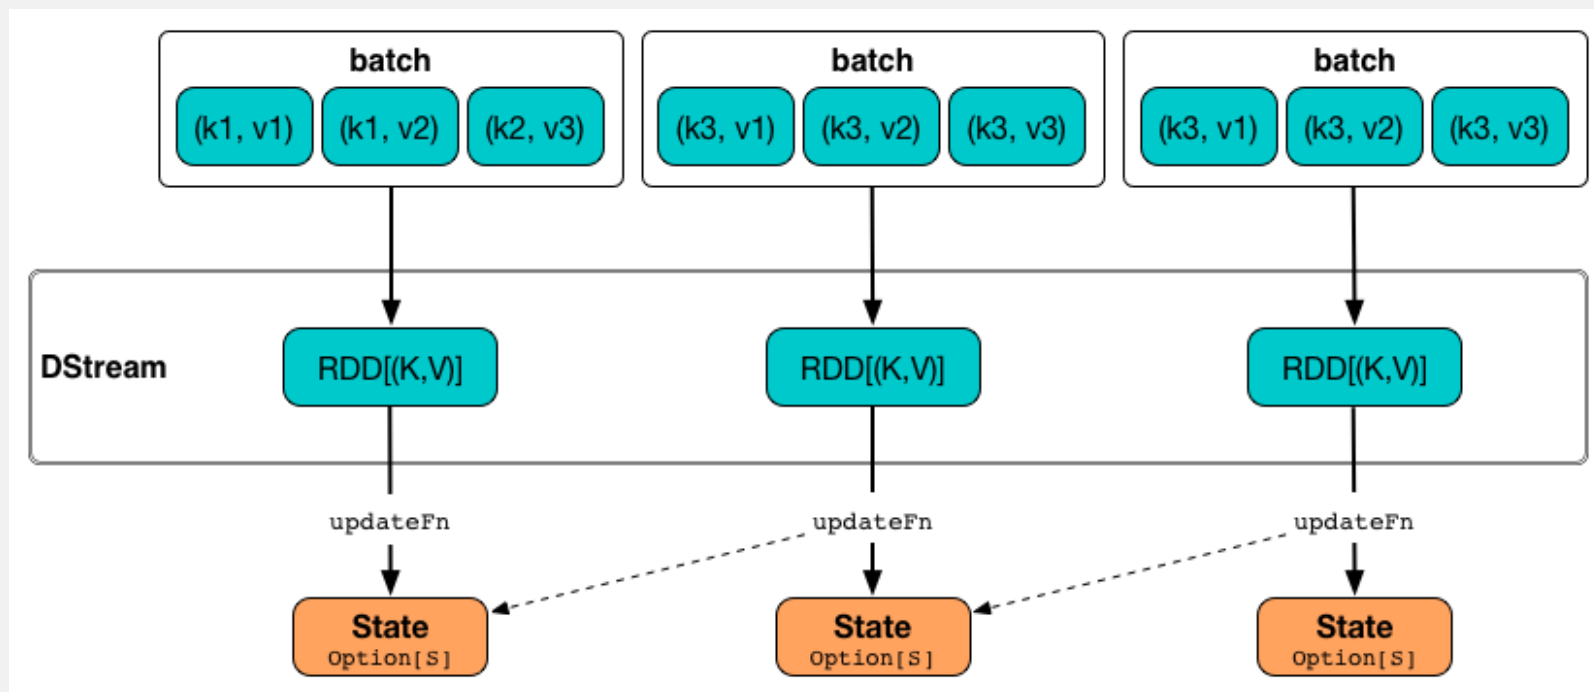 batch
(k1, v1) (k1, v2) (k2, v3)
batch
(k3, v1) (k3, v2) (k3, v3)
batch
(k3, v1) (k3, v2) (k3, v3)
DStream
RDD[(K,V)]
RDD[(K,V)]
RDD[(K,V)]
updateFn
updateFn
updateFn
State
Option[S]
State
Option[S]
State
Option[S]